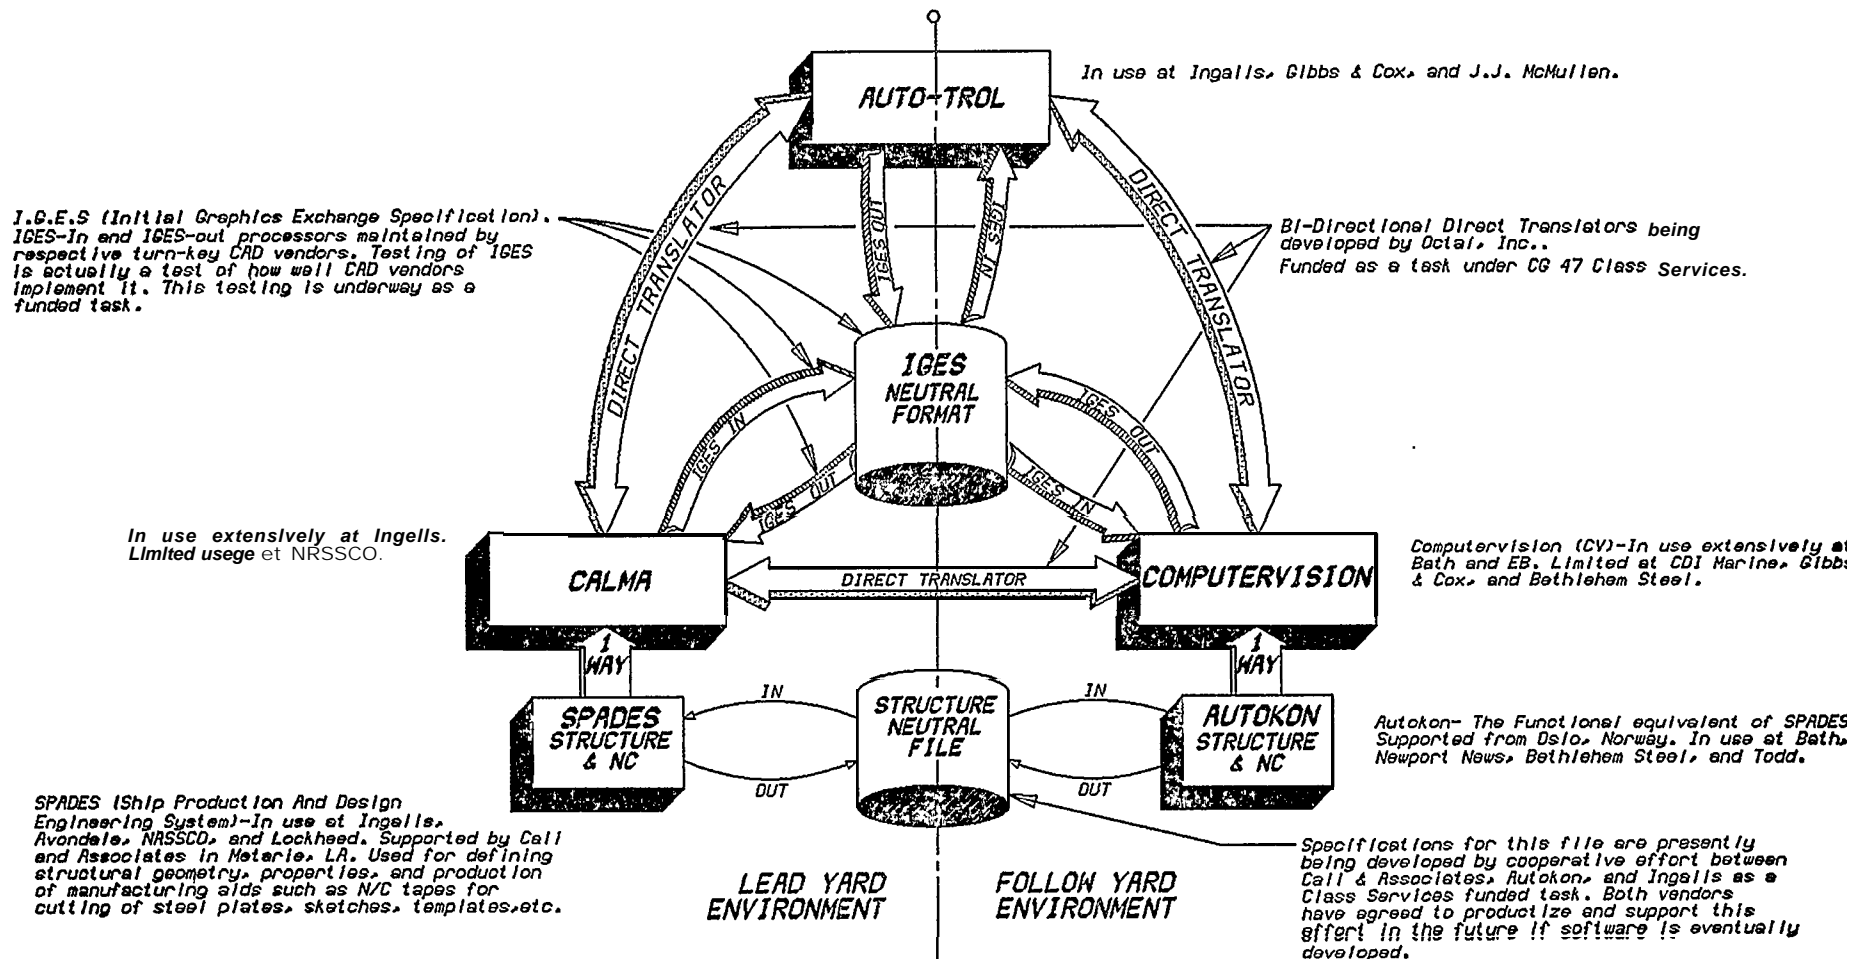 AUTO-TROL
In use at Ingalls, Gibbs & Cox, and J.J. McMullen.
DIRECT TRANSLATOR
IGES OUT
IGES IN
DIRECT TRANSLATOR
I.G.E.S (Initial Graphics Exchange Specification).
IGES-In and IGES-out processors maintained by
respective turn-key CAD vendors. Testing of IGES
is actually a test of how well CAD vendors
implement it. This testing is underway as a
funded task.
Bi-Directional Direct Translators being
developed by Octal, Inc..
Funded as a task under CG 47 Class Services.
IGES
NEUTRAL
FORMAT
IGES IN
IGES OUT
IGES OUT
IGES IN
In use extensively at Ingells.
Limited usege et NRSSCO.
CALMA
DIRECT TRANSLATOR
COMPUTERVISION
Computervision (CV)-In use extensively at
Bath and EB. Limited at CDI Marine, Gibbs
& Cox, and Bethlehem Steel.
1
WAY
1
WAY
SPADES
STRUCTURE
& NC
IN
OUT
STRUCTURE
NEUTRAL
FILE
IN
OUT
AUTOKON
STRUCTURE
& NC
Autokon- The Functional equivalent of SPADES
Supported from Oslo, Norway. In use at Bath,
Newport News, Bethlehem Steel, and Todd.
SPADES (Ship Production And Design
Engineering System)-In use at Ingalls,
Avondale, NASSCO, and Lockheed. Supported by Cali
and Associates in Metarie, LA. Used for defining
structural geometry, properties, and production
of manufacturing aids such as N/C tapes for
cutting of steel plates, sketches, templates,etc.
LEAD YARD
ENVIRONMENT
FOLLOW YARD
ENVIRONMENT
Specifications for this file are presently
being developed by cooperative effort between
Cali & Associates, Autokon, and Ingalls as a
Class Services funded task. Both vendors
have agreed to productize and support this
effort in the future if software is eventually
developed.